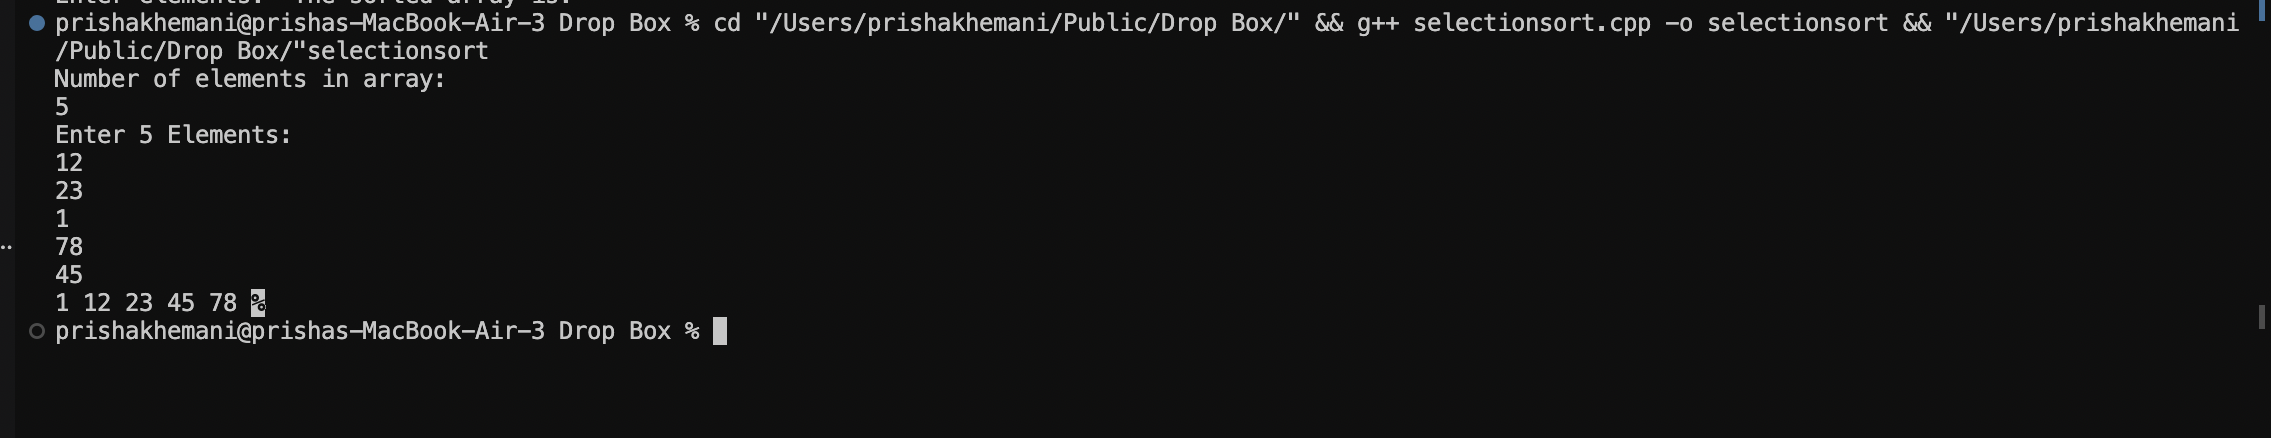 Enter elements: The sorted array is:
prishakhemani@prishas-MacBook-Air-3 Drop Box % cd "/Users/prishakhemani/Public/Drop Box/" && g++ selectionsort.cpp -o selectionsort && "/Users/prishakhemani
/Public/Drop Box/"selectionsort
Number of elements in array:
5
Enter 5 Elements:
12
23
1
78
45
1 12 23 45 78 %
prishakhemani@prishas-MacBook-Air-3 Drop Box %